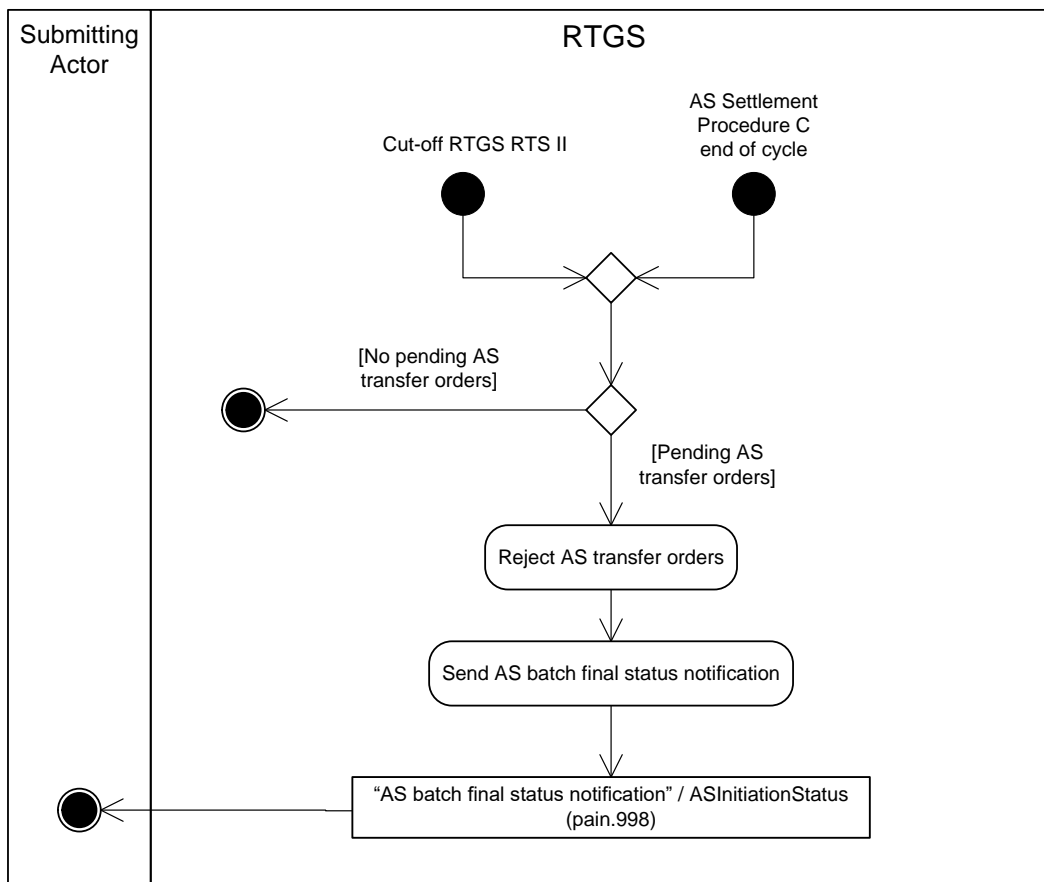 Submitting
Actor
RTGS
Cut-off RTGS RTS II
AS Settlement
Procedure C
end of cycle
[No pending AS
transfer orders]
[Pending AS
transfer orders]
Reject AS transfer orders
Send AS batch final status notification
“AS batch final status notification” / ASInitiationStatus
(pain.998)